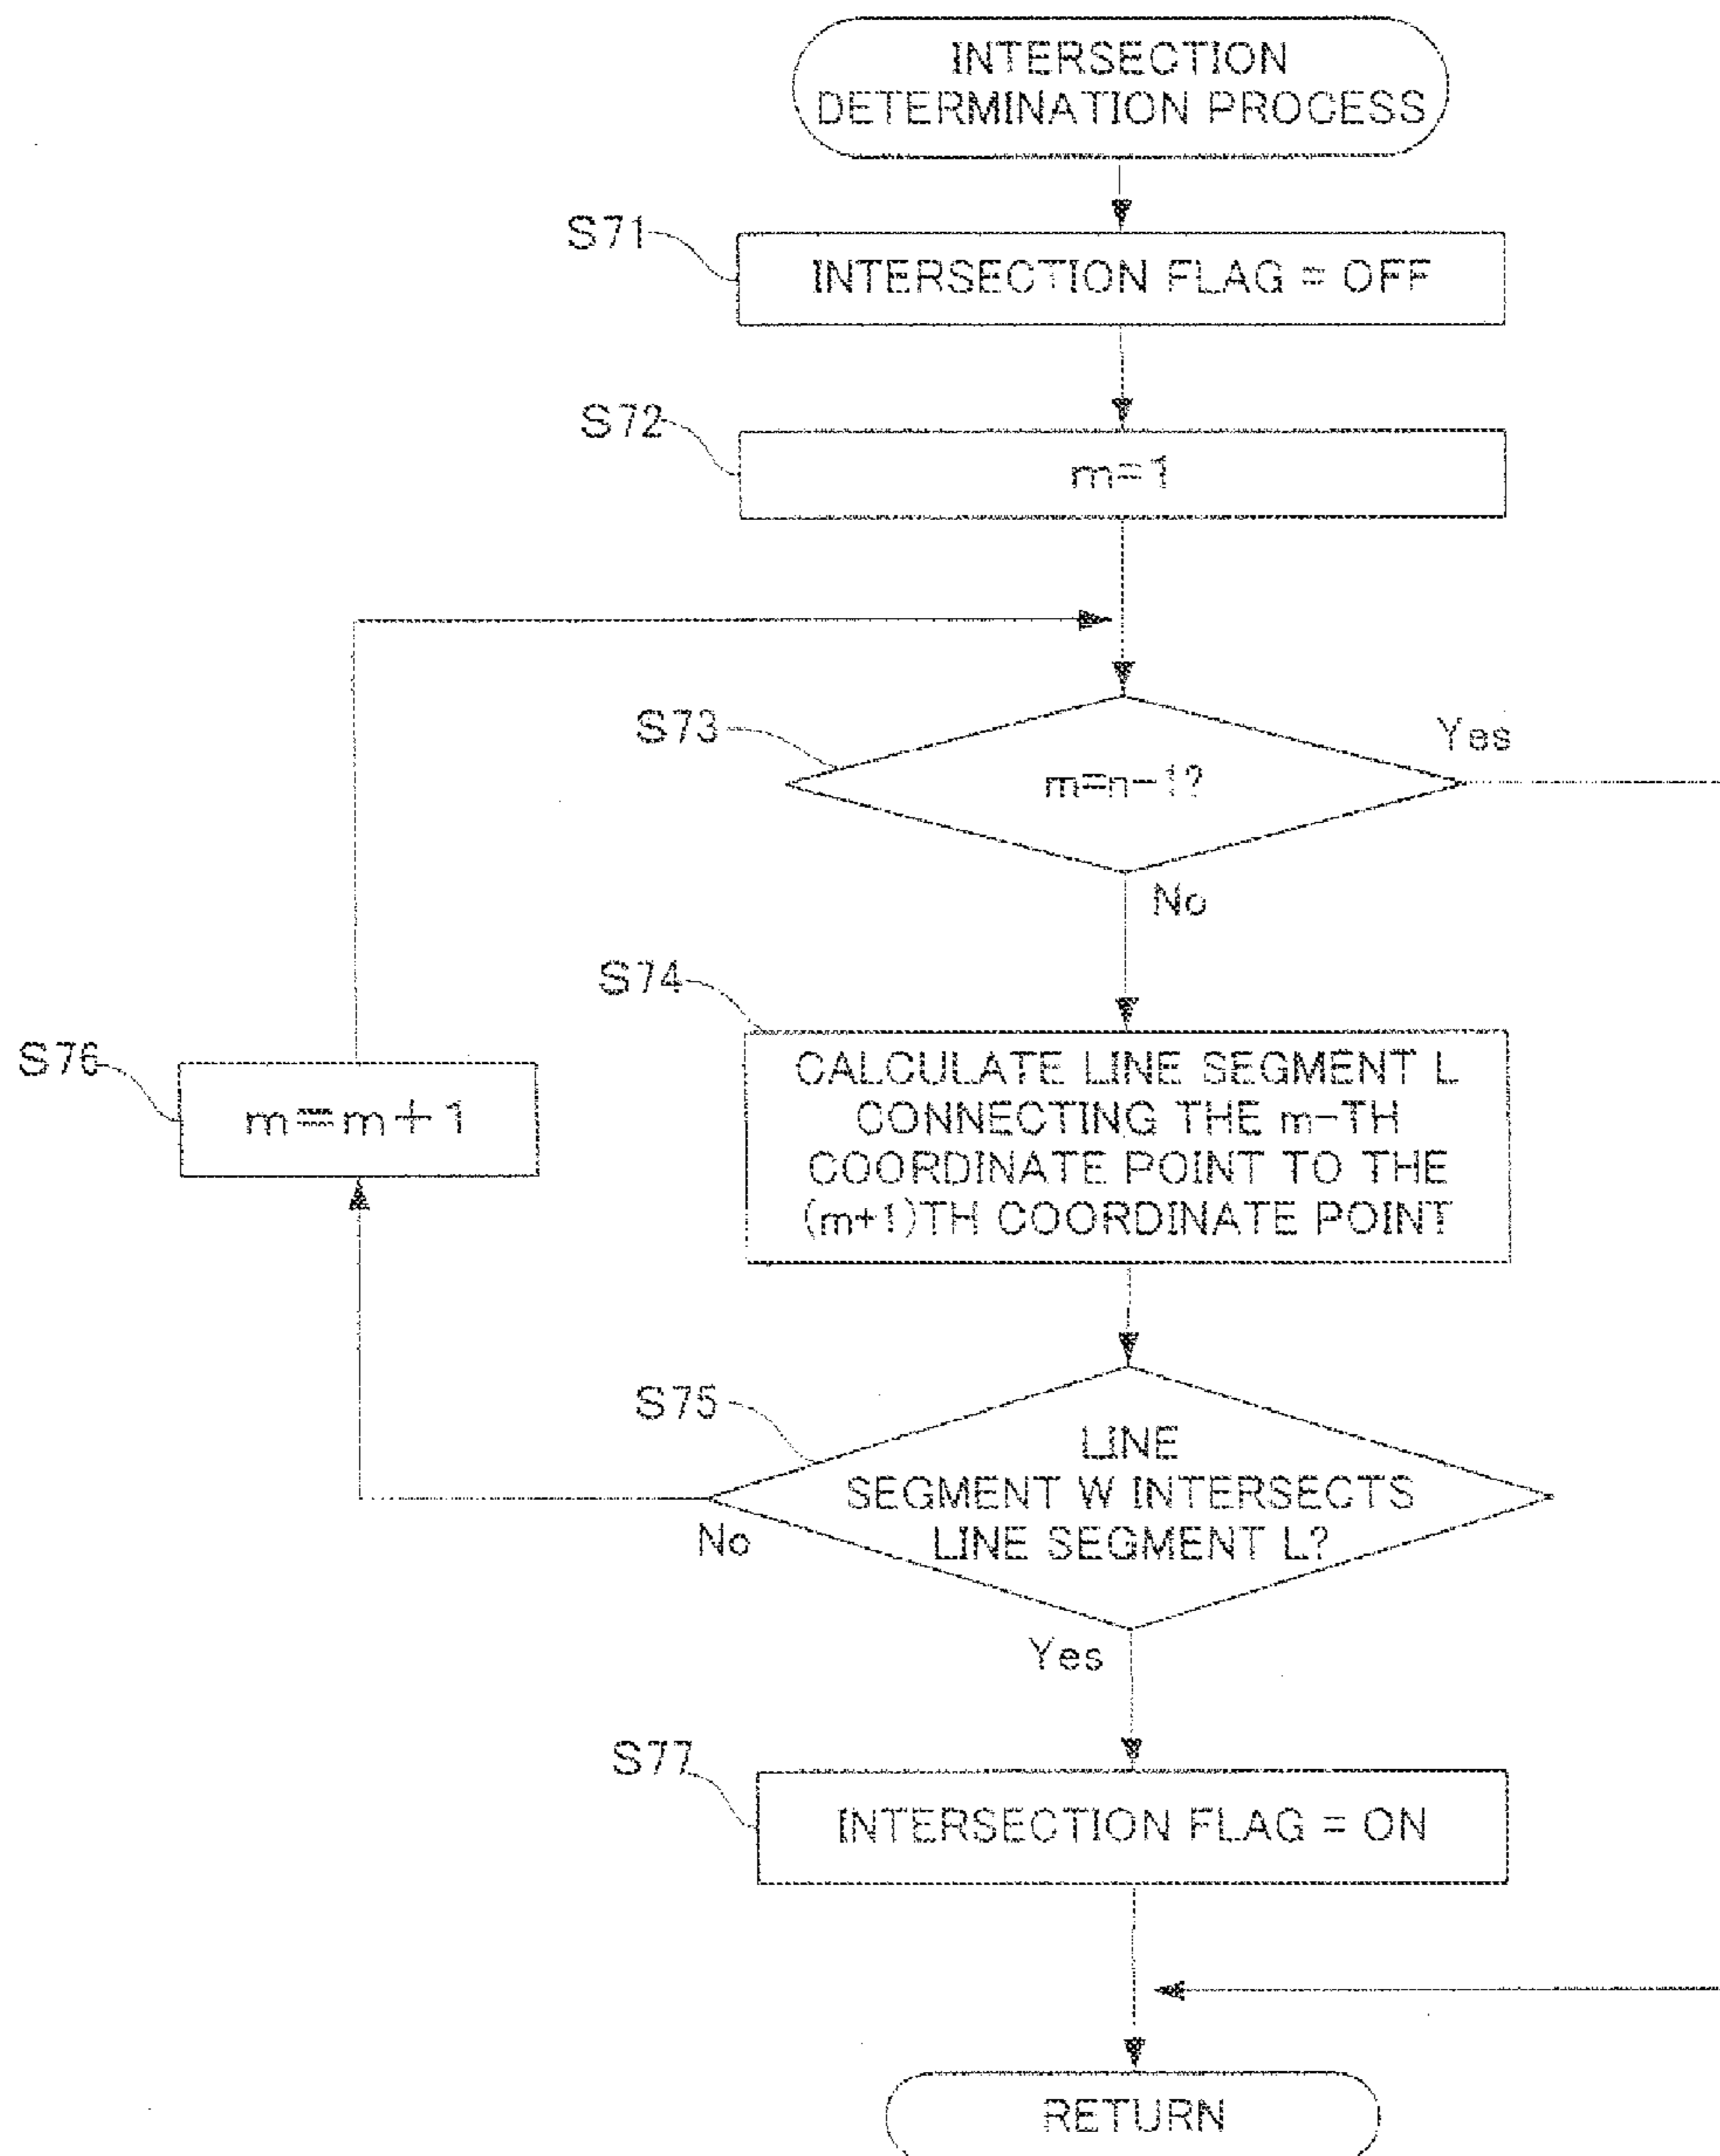 INTERSECTION
DETERMINATION PROCESS
S71
INTERSECTION FLAG = OFF
S72
m=1
S73
m=n-1?
Yes
No
S74
CALCULATE LINE SEGMENT L
CONNECTING THE m-TH
COORDINATE POINT TO THE
(m+1)TH COORDINATE POINT
S76
m=m+1
S75
LINE
SEGMENT W INTERSECTS
LINE SEGMENT L?
No
Yes
S77
INTERSECTION FLAG = ON
RETURN